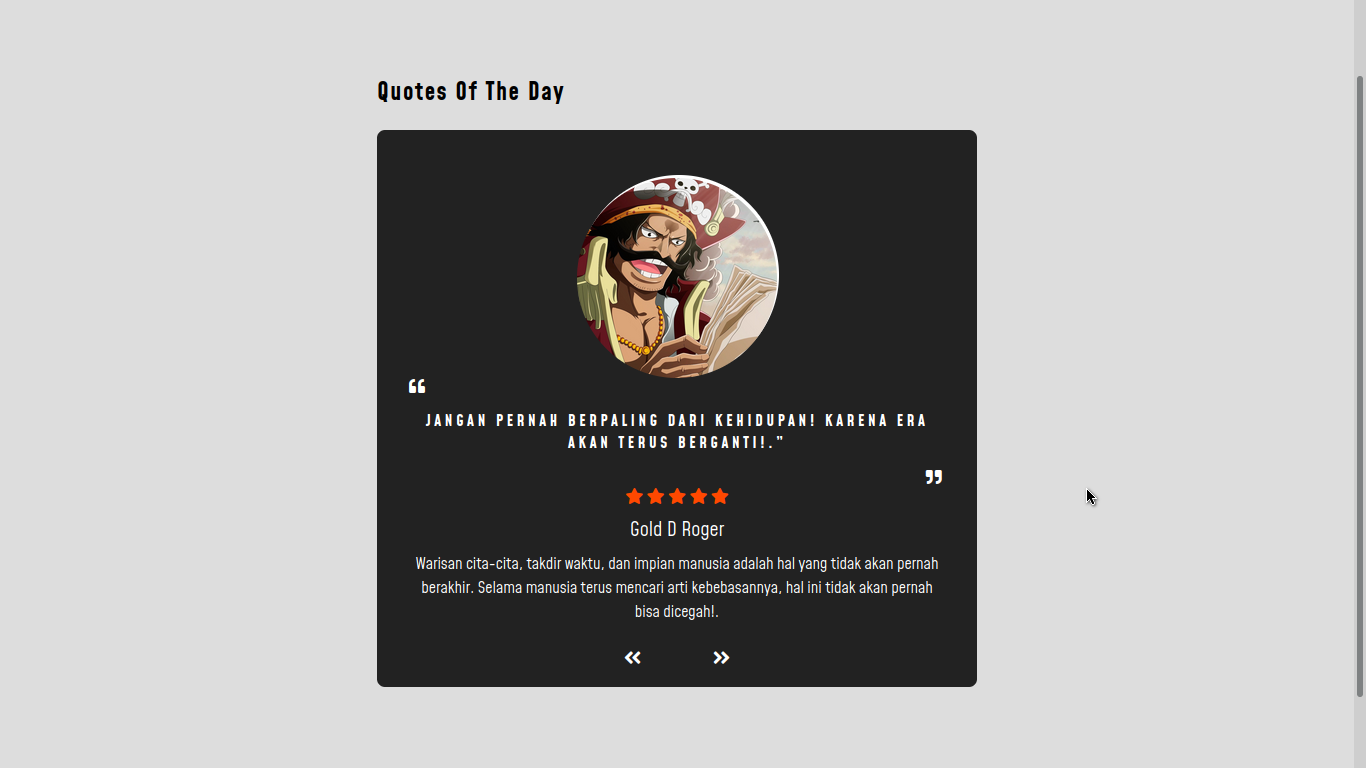 Quotes Of The Day
“
JANGAN PERNAH BERPALING DARI KEHIDUPAN! KARENA ERA
AKAN TERUS BERGANTI!.”
”
Gold D Roger
Warisan cita-cita, takdir waktu, dan impian manusia adalah hal yang tidak akan pernah
berakhir. Selama manusia terus mencari arti kebebasannya, hal ini tidak akan pernah
bisa dicegah!.